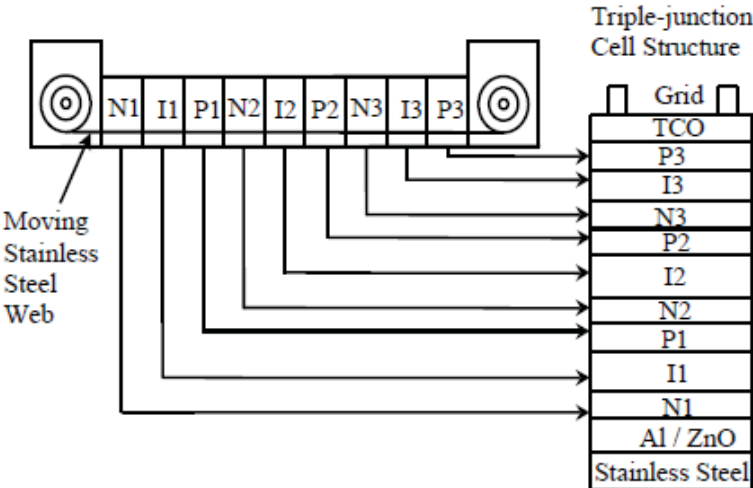 Triple-junction
Cell Structure
N1 I1 P1 N2 I2 P2 N3 I3 P3
Moving
Stainless
Steel
Web
Grid
TCO
P3
I3
N3
P2
I2
N2
P1
I1
N1
Al / ZnO
Stainless Steel